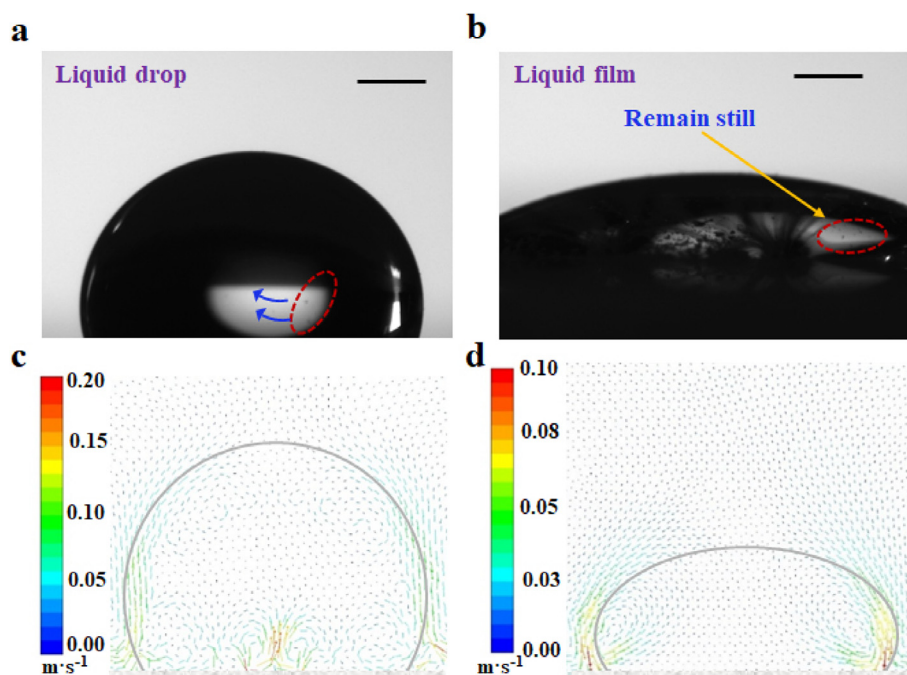 a
Liquid drop
b
Liquid film
Remain still
c
0.20
0.15
0.10
0.05
0.00
m·s⁻¹
d
0.10
0.08
0.05
0.03
0.00
m·s⁻¹